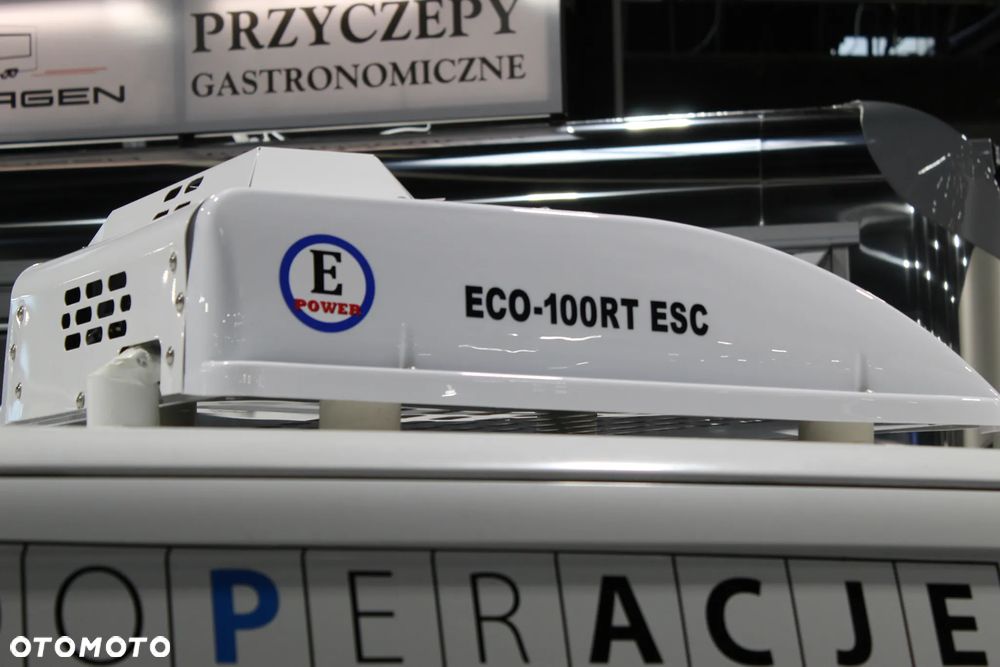 PRZYCZEPY
GASTRONOMICZNE
AGEN
E
POWER
ECO-100RT ESC
OPERACJE
OTOMOTO